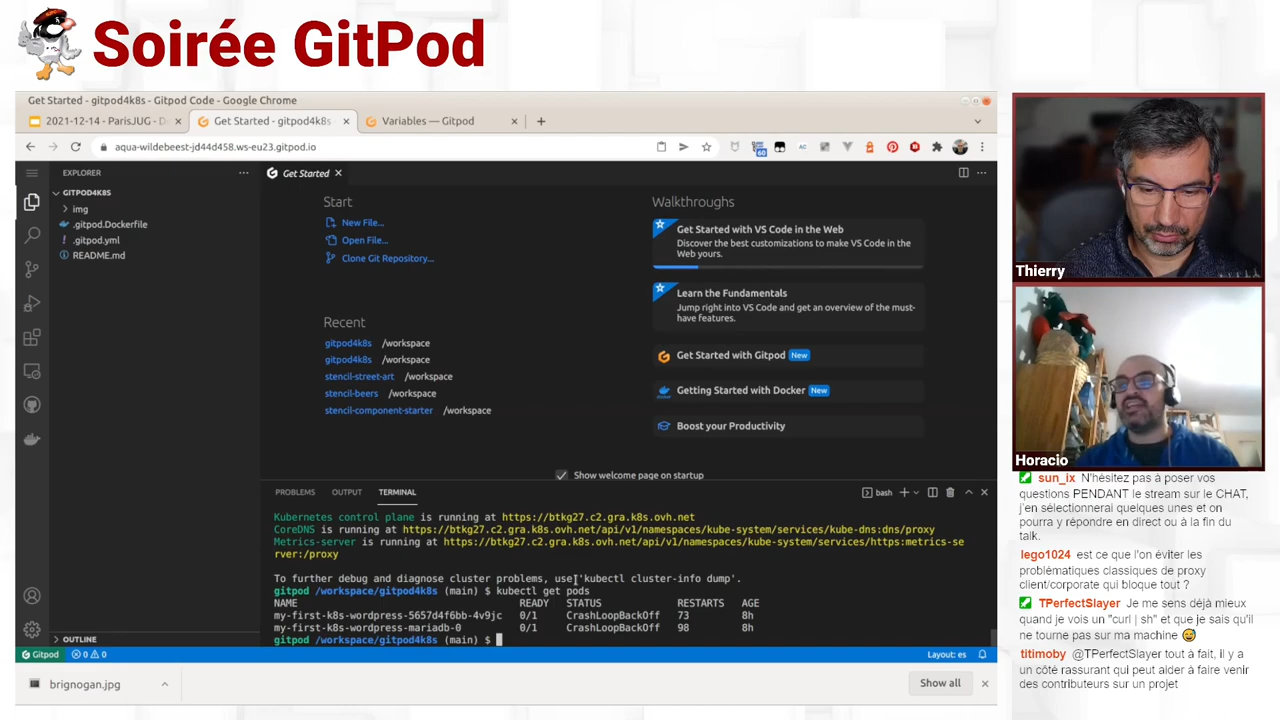 Soirée GitPod
Get Started - gitpod4k8s - Gitpod Code - Google Chrome
2021-12-14 - ParisJUG - D
Get Started - gitpod4k8s
Variables — Gitpod
aqua-wildebeest-jd44d458.ws-eu23.gitpod.io
EXPLORER
GITPOD4K8S
img
.gitpod.Dockerfile
.gitpod.yml
README.md
OUTLINE
Get Started
Start
New File...
Open File...
Clone Git Repository...
Recent
gitpod4k8s /workspace
gitpod4k8s /workspace
stencil-street-art /workspace
stencil-beers /workspace
stencil-component-starter /workspace
Walkthroughs
Get Started with VS Code in the Web
Discover the best customizations to make VS Code in the
Web yours.
Learn the Fundamentals
Jump right into VS Code and get an overview of the must-
have features.
Get Started with Gitpod New
Getting Started with Docker New
Boost your Productivity
Show welcome page on startup
PROBLEMS OUTPUT TERMINAL
bash
Kubernetes control plane is running at https://btkg27.c2.gra.k8s.ovh.net
CoreDNS is running at https://btkg27.c2.gra.k8s.ovh.net/api/v1/namespaces/kube-system/services/kube-dns:dns/proxy
Metrics-server is running at https://btkg27.c2.gra.k8s.ovh.net/api/v1/namespaces/kube-system/services/https:metrics-se
rver:/proxy
To further debug and diagnose cluster problems, use 'kubectl cluster-info dump'.
gitpod /workspace/gitpod4k8s (main) $ kubectl get pods
NAME READY STATUS RESTARTS AGE
my-first-k8s-wordpress-5657d4f6bb-4v9jc 0/1 CrashLoopBackOff 73 8h
my-first-k8s-wordpress-mariadb-0 0/1 CrashLoopBackOff 98 8h
gitpod /workspace/gitpod4k8s (main) $
Gitpod 0 0
Layout: es
brignogan.jpg
Show all
Thierry
Horacio
sun_ix N'hésitez pas à poser vos
questions PENDANT le stream sur le CHAT,
j'en sélectionnerai quelques unes et on
pourra y répondre en direct ou à la fin du
talk.
lego1024 est ce que l'on éviter les
problématiques classiques de proxy
client/corporate qui bloque tout ?
TPerfectSlayer Je me sens déjà mieux
quand je vois un "curl | sh" et que je sais qu'il
ne tourne pas sur ma machine 😅
titimoby @TPerfectSlayer tout à fait, il y a
un côté rassurant qui peut aider à faire venir
des contributeurs sur un projet